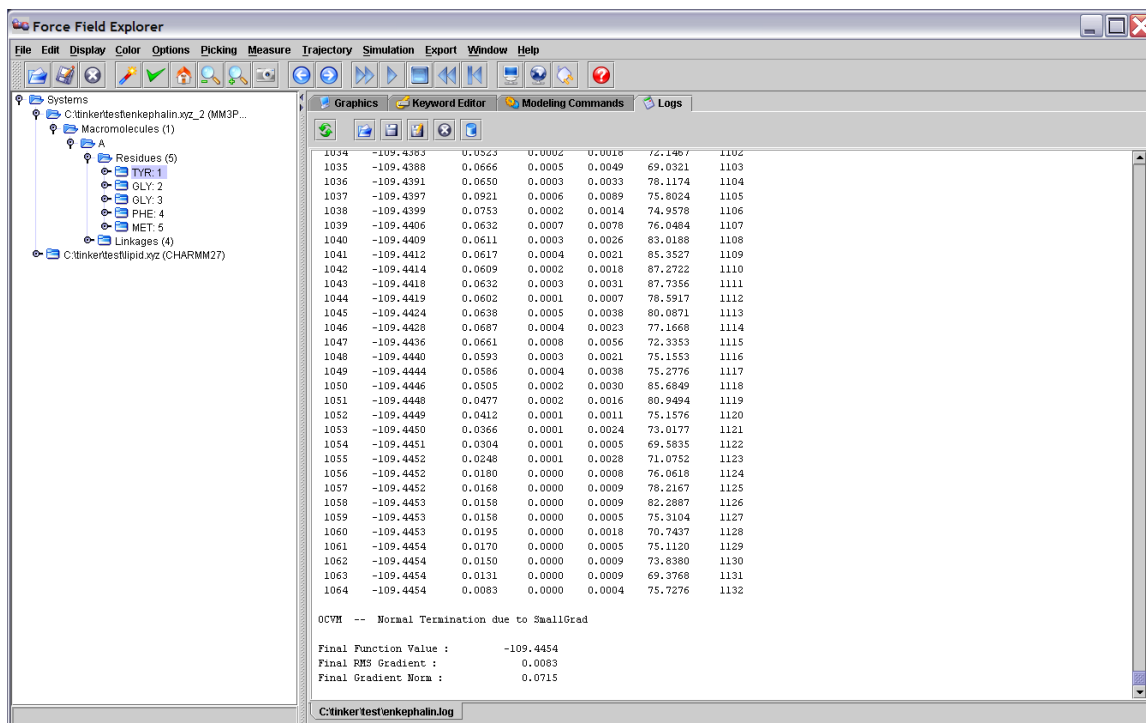 Force Field Explorer
File Edit Display Color Options Picking Measure Trajectory Simulation Export Window Help
Systems
C:\tinker\test\enkephalin.xyz_2 (MM3P...
Macromolecules (1)
A
Residues (5)
TYR: 1
GLY: 2
GLY: 3
PHE: 4
MET: 5
Linkages (4)
C:\tinker\test\lipid.xyz (CHARMM27)
Graphics Keyword Editor Modeling Commands Logs
1034 -109.4383 0.0523 0.0002 0.0018 72.1467 1102
1035 -109.4388 0.0666 0.0005 0.0049 69.0321 1103
1036 -109.4391 0.0650 0.0003 0.0033 78.1174 1104
1037 -109.4397 0.0921 0.0006 0.0089 75.8024 1105
1038 -109.4399 0.0753 0.0002 0.0014 74.9578 1106
1039 -109.4406 0.0632 0.0007 0.0078 76.0484 1107
1040 -109.4409 0.0611 0.0003 0.0026 83.0188 1108
1041 -109.4412 0.0617 0.0004 0.0021 85.3527 1109
1042 -109.4414 0.0609 0.0002 0.0018 87.2722 1110
1043 -109.4418 0.0632 0.0003 0.0031 87.7356 1111
1044 -109.4419 0.0602 0.0001 0.0007 78.5917 1112
1045 -109.4424 0.0638 0.0005 0.0038 80.0871 1113
1046 -109.4428 0.0687 0.0004 0.0023 77.1668 1114
1047 -109.4436 0.0661 0.0008 0.0056 72.3353 1115
1048 -109.4440 0.0593 0.0003 0.0021 75.1553 1116
1049 -109.4444 0.0586 0.0004 0.0038 75.2776 1117
1050 -109.4446 0.0505 0.0002 0.0030 85.6849 1118
1051 -109.4448 0.0477 0.0002 0.0016 80.9494 1119
1052 -109.4449 0.0412 0.0001 0.0011 75.1576 1120
1053 -109.4450 0.0366 0.0001 0.0024 73.0177 1121
1054 -109.4451 0.0304 0.0001 0.0005 69.5835 1122
1055 -109.4452 0.0248 0.0001 0.0028 71.0752 1123
1056 -109.4452 0.0180 0.0000 0.0008 76.0618 1124
1057 -109.4452 0.0168 0.0000 0.0009 78.2167 1125
1058 -109.4453 0.0158 0.0000 0.0009 82.2887 1126
1059 -109.4453 0.0158 0.0000 0.0005 75.3104 1127
1060 -109.4453 0.0195 0.0000 0.0018 70.7437 1128
1061 -109.4454 0.0170 0.0000 0.0005 75.1120 1129
1062 -109.4454 0.0150 0.0000 0.0009 73.8380 1130
1063 -109.4454 0.0131 0.0000 0.0009 69.3768 1131
1064 -109.4454 0.0083 0.0000 0.0004 75.7276 1132
OCVM -- Normal Termination due to SmallGrad
Final Function Value : -109.4454
Final RMS Gradient : 0.0083
Final Gradient Norm : 0.0715
C:\tinker\test\enkephalin.log